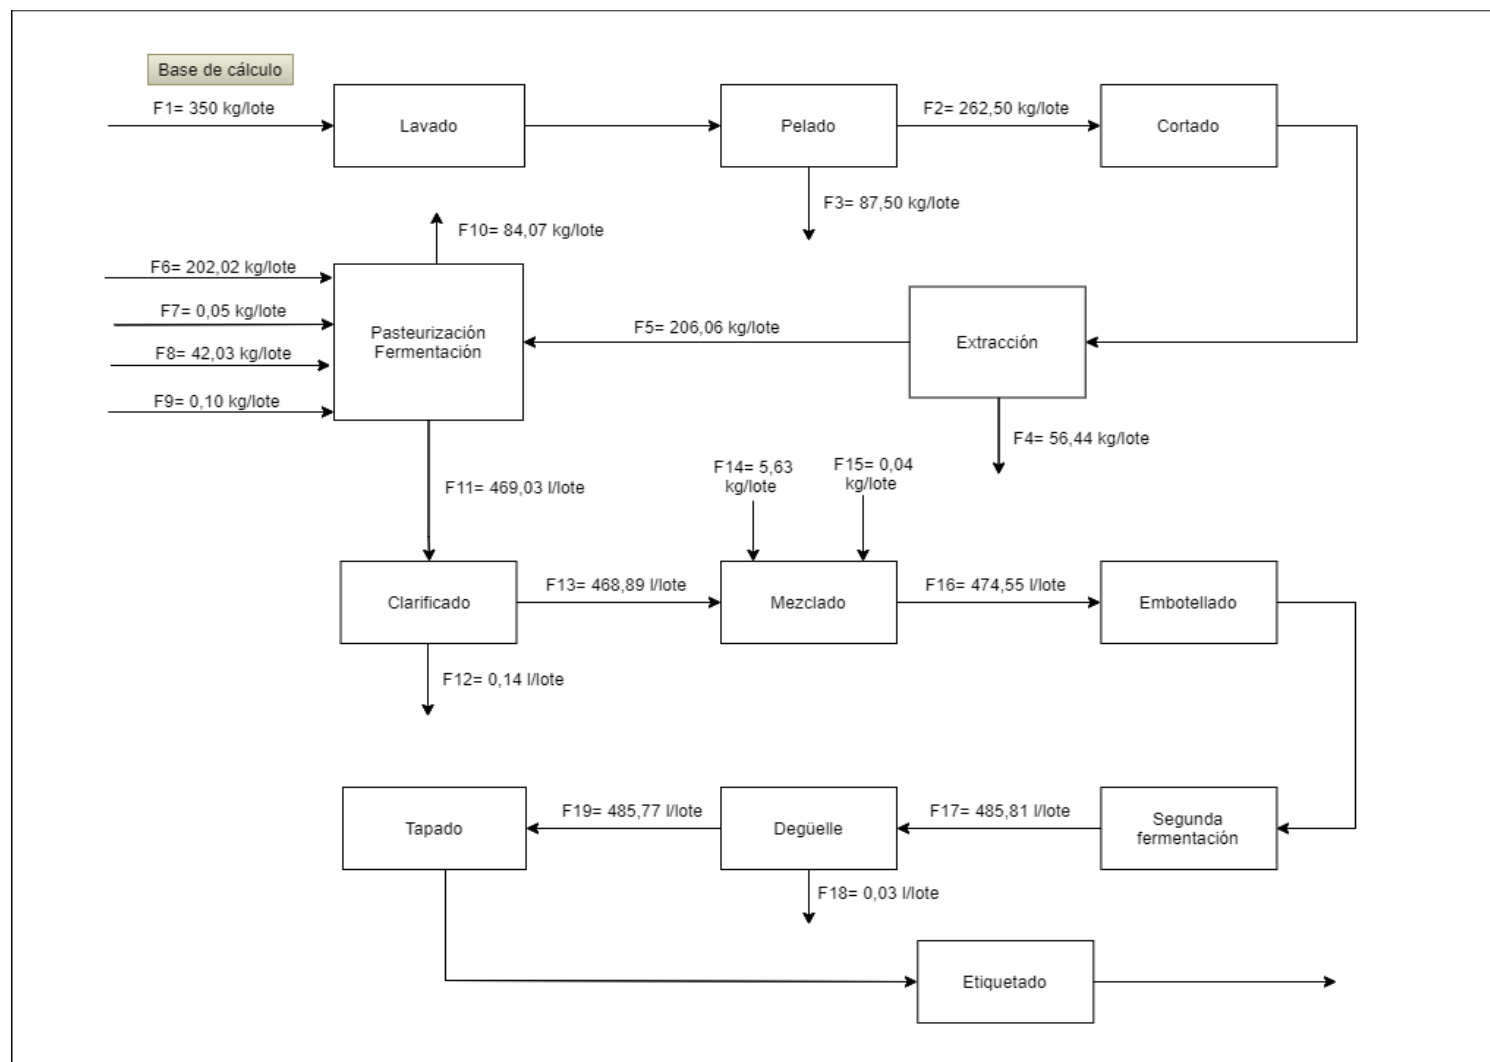 Base de cálculo
F1= 350 kg/lote
Lavado
Pelado
F2= 262,50 kg/lote
Cortado
F3= 87,50 kg/lote
F10= 84,07 kg/lote
F6= 202,02 kg/lote
F7= 0,05 kg/lote
F8= 42,03 kg/lote
F9= 0,10 kg/lote
Pasteurización
Fermentación
F5= 206,06 kg/lote
Extracción
F4= 56,44 kg/lote
F11= 469,03 l/lote
F14= 5,63
kg/lote
F15= 0,04
kg/lote
Clarificado
F13= 468,89 l/lote
Mezclado
F16= 474,55 l/lote
Embotellado
F12= 0,14 l/lote
Tapado
F19= 485,77 l/lote
Degüelle
F17= 485,81 l/lote
Segunda
fermentación
F18= 0,03 l/lote
Etiquetado